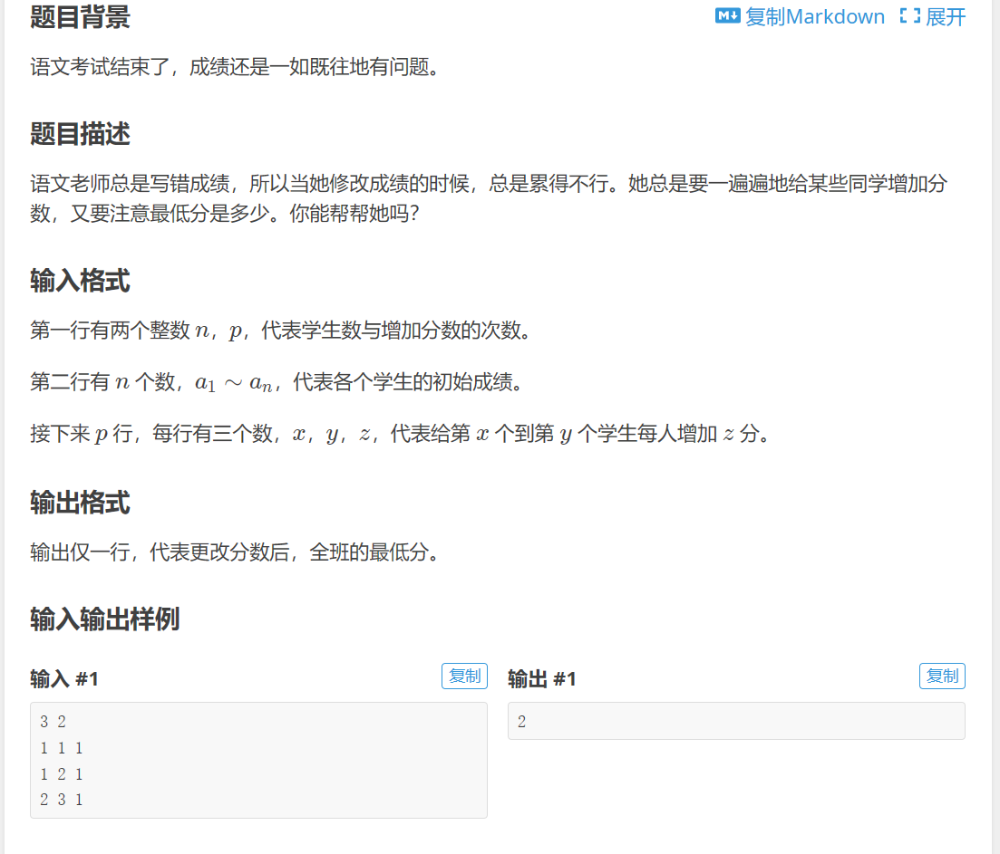 题目背景
复制Markdown 展开
语文考试结束了，成绩还是一如既往地有问题。
题目描述
语文老师总是写错成绩，所以当她修改成绩的时候，总是累得不行。她总是要一遍遍地给某些同学增加分
数，又要注意最低分是多少。你能帮帮她吗？
输入格式
第一行有两个整数 n，p，代表学生数与增加分数的次数。
第二行有 n 个数，a₁ ∼ aₙ，代表各个学生的初始成绩。
接下来 p 行，每行有三个数，x，y，z，代表给第 x 个到第 y 个学生每人增加 z 分。
输出格式
输出仅一行，代表更改分数后，全班的最低分。
输入输出样例
输入 #1
复制
3 2
1 1 1
1 2 1
2 3 1
输出 #1
复制
2